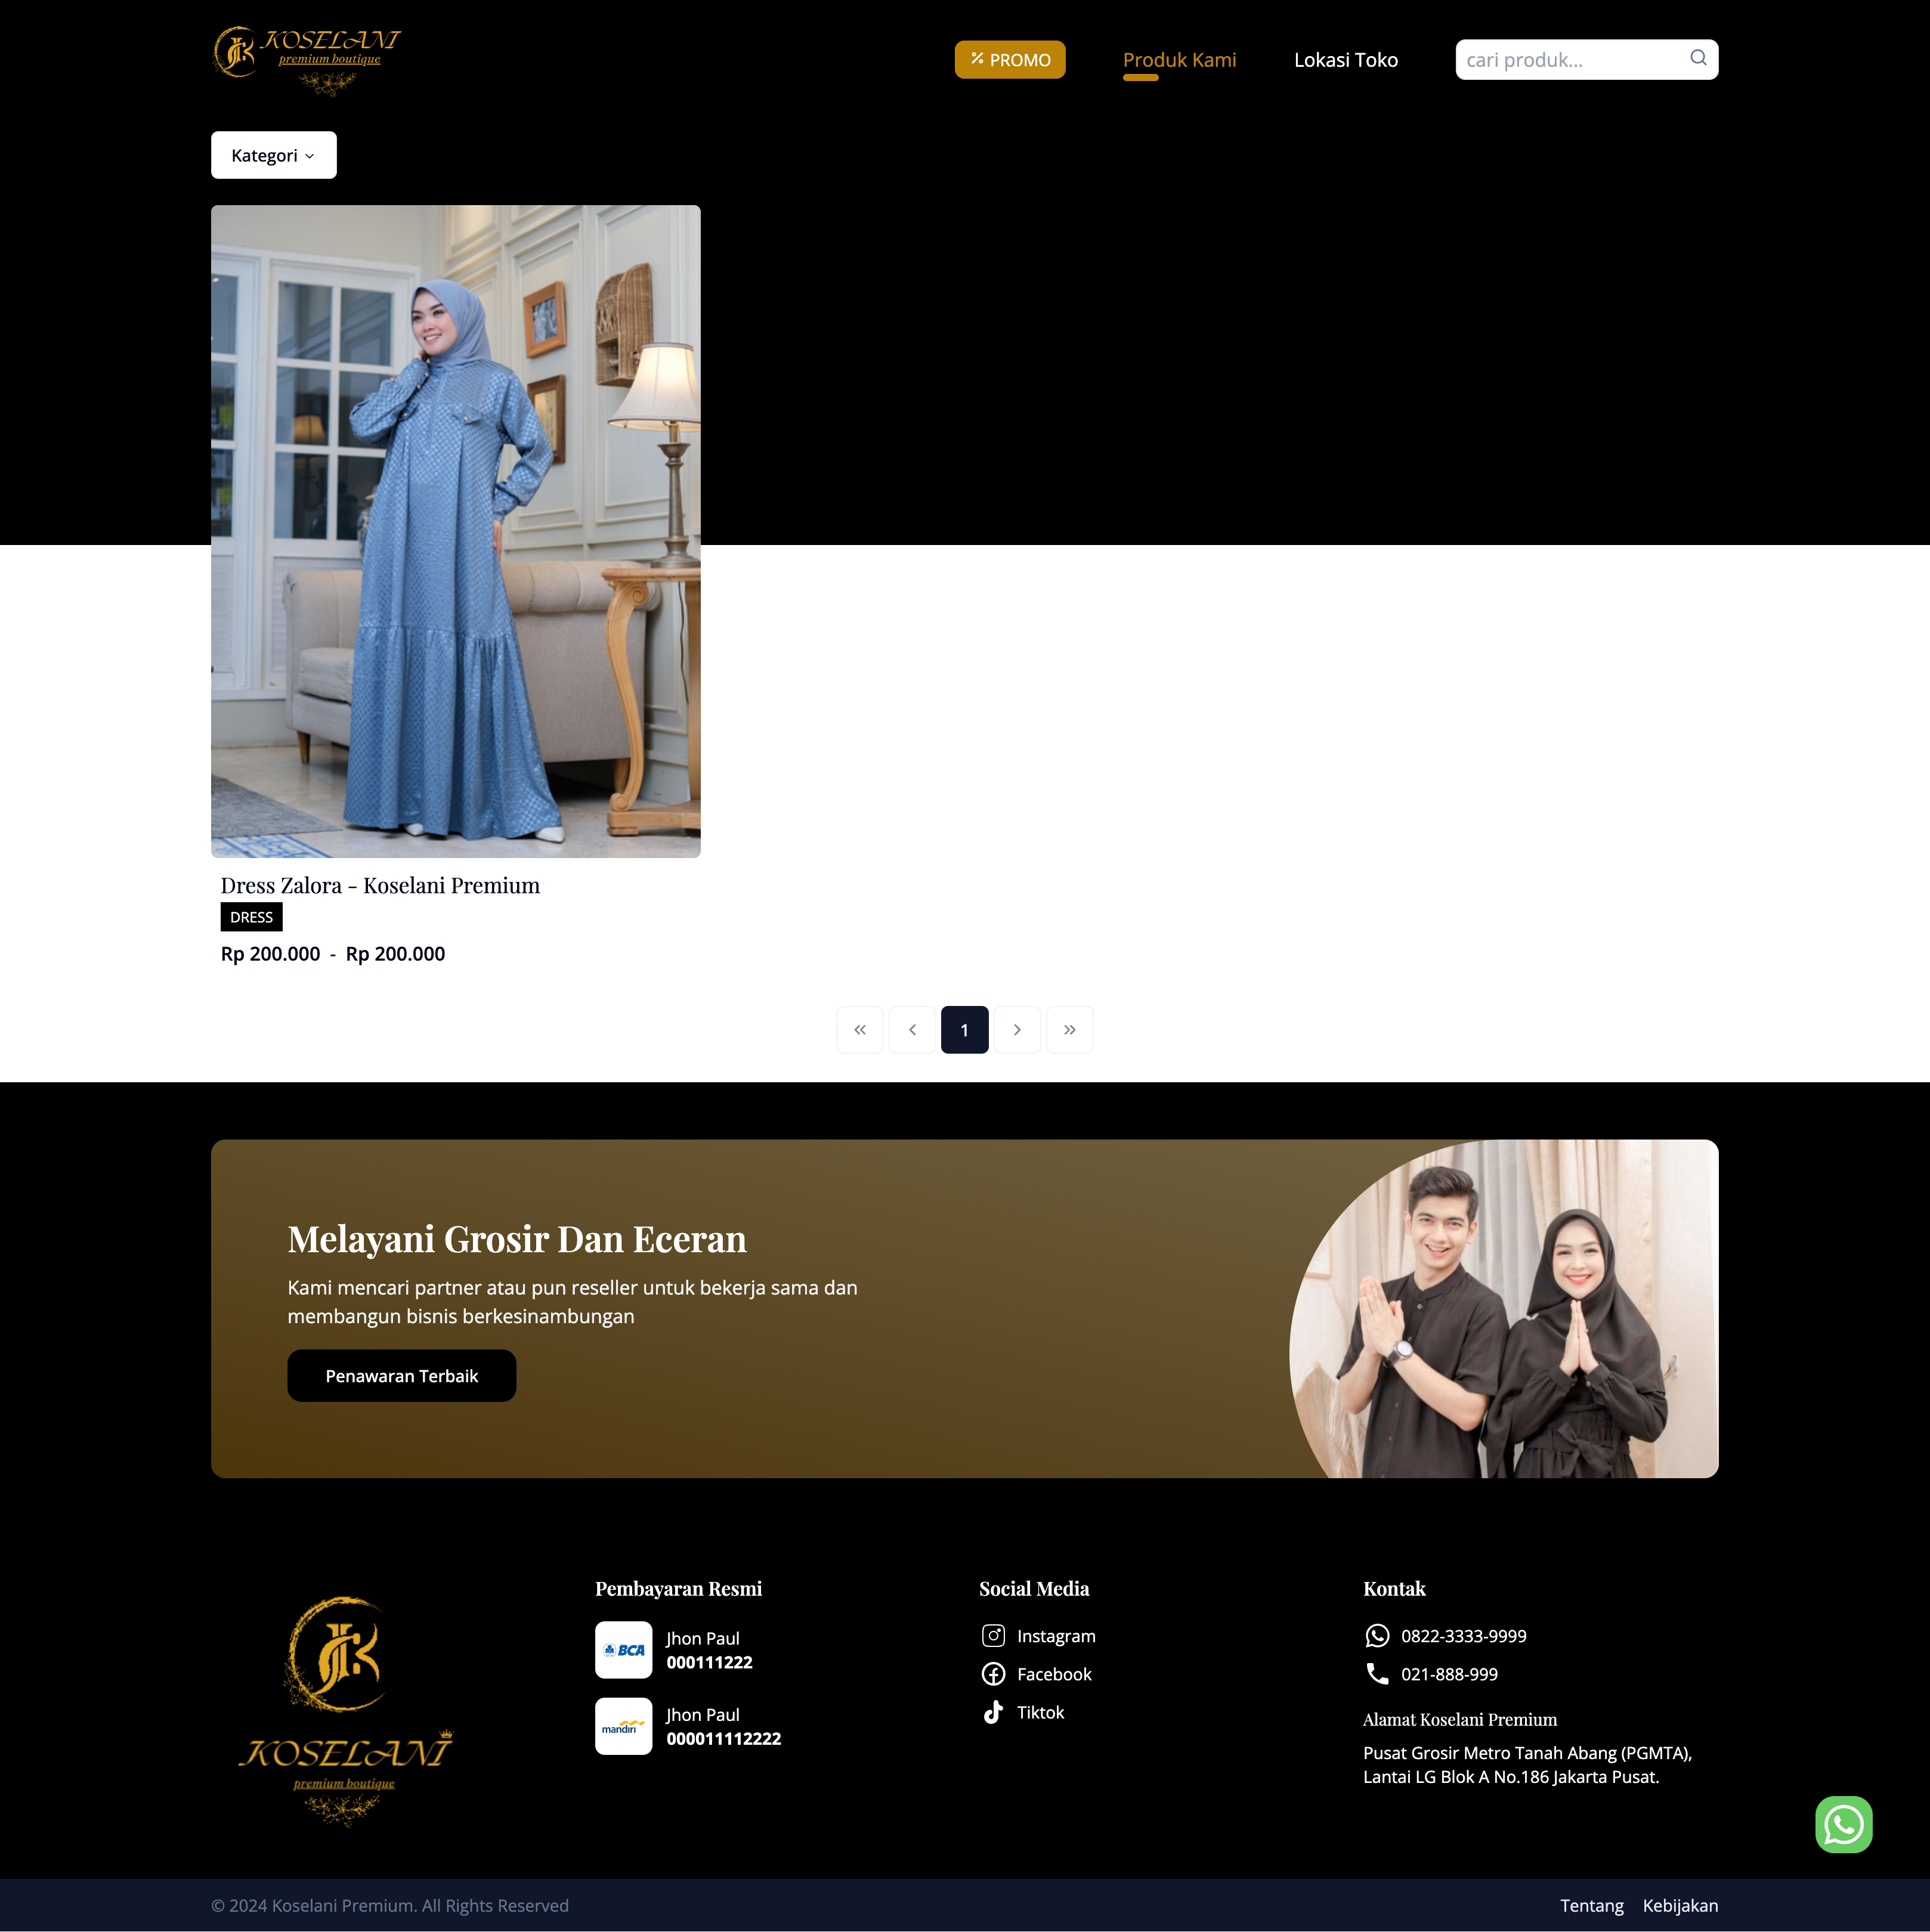 KOSELANI
premium boutique
PROMO
Produk Kami
Lokasi Toko
cari produk...
Kategori
Dress Zalora - Koselani Premium
DRESS
Rp 200.000 - Rp 200.000
1
Melayani Grosir Dan Eceran
Kami mencari partner atau pun reseller untuk bekerja sama dan
membangun bisnis berkesinambungan
Penawaran Terbaik
KOSELANI
premium boutique
Pembayaran Resmi
BCA
Jhon Paul
000111222
mandiri
Jhon Paul
000011112222
Social Media
Instagram
Facebook
Tiktok
Kontak
0822-3333-9999
021-888-999
Alamat Koselani Premium
Pusat Grosir Metro Tanah Abang (PGMTA),
Lantai LG Blok A No.186 Jakarta Pusat.
© 2024 Koselani Premium. All Rights Reserved
Tentang
Kebijakan